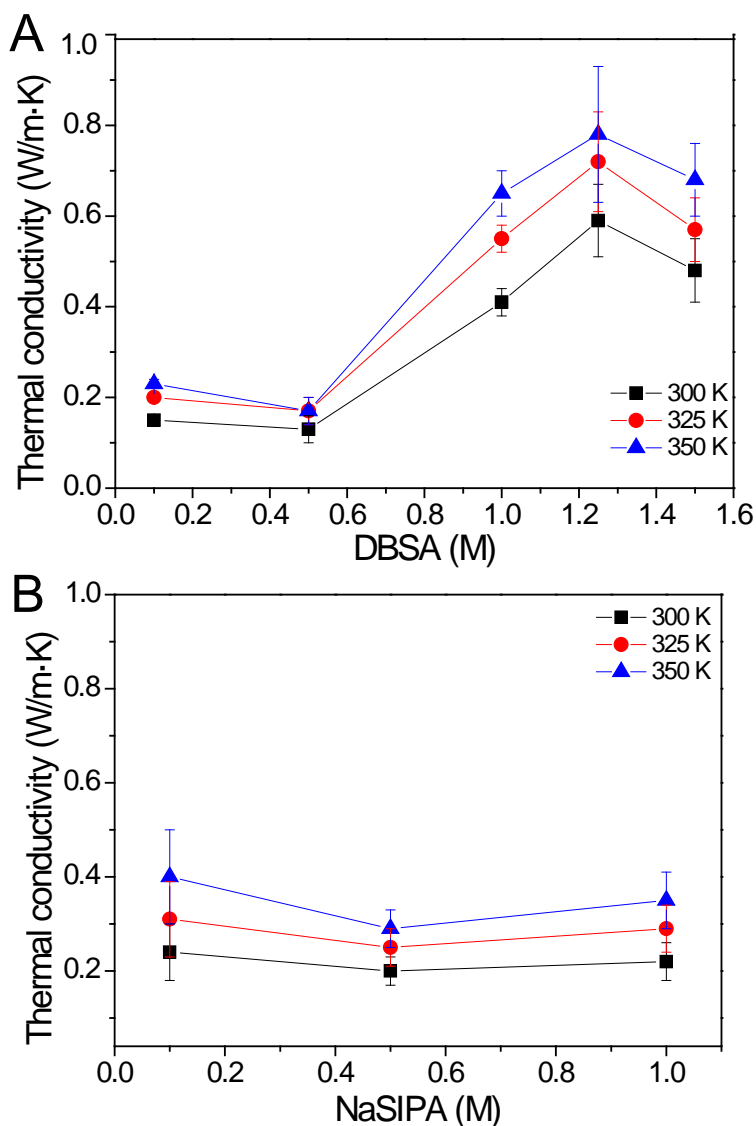 A
Thermal conductivity (W/m·K)
1.0
0.8
0.6
0.4
0.2
0.0
300 K
325 K
350 K
0.0 0.2 0.4 0.6 0.8 1.0 1.2 1.4 1.6
DBSA (M)
B
Thermal conductivity (W/m·K)
1.0
0.8
0.6
0.4
0.2
300 K
325 K
350 K
0.0 0.2 0.4 0.6 0.8 1.0
NaSIPA (M)